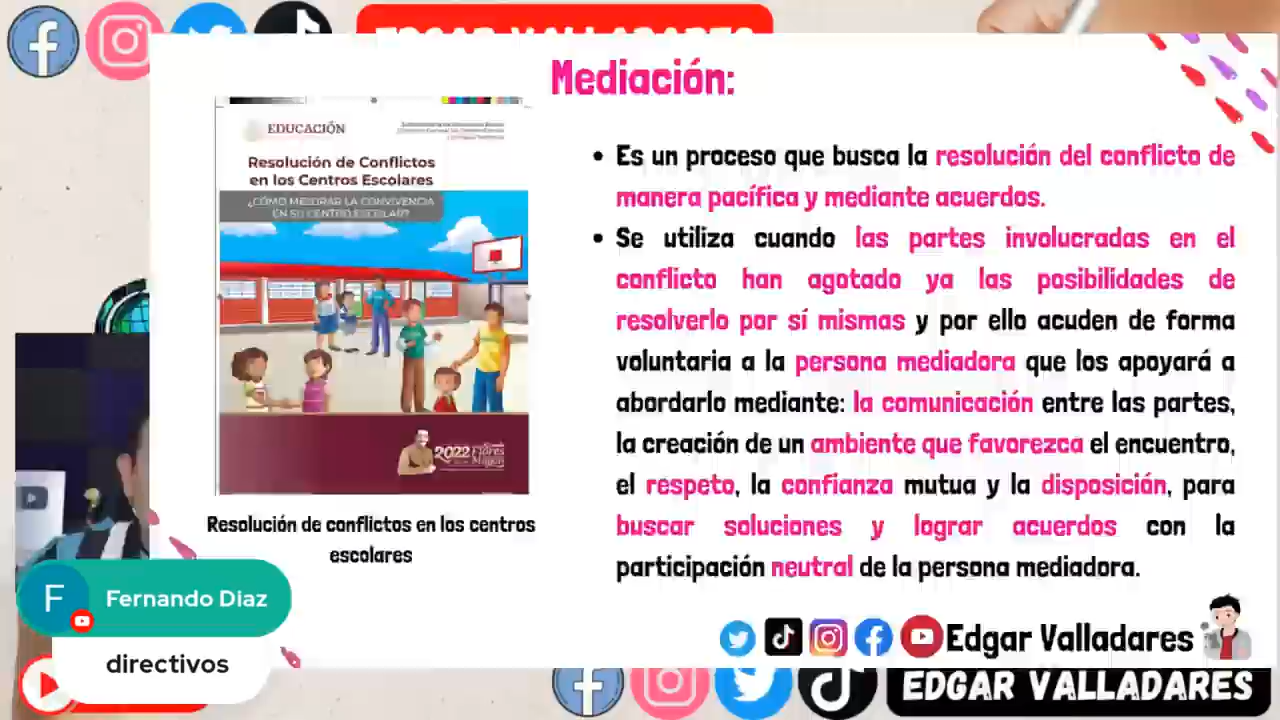 EDGAR VALLADARES
Mediación:
EDUCACIÓN
Resolución de Conflictos
en los Centros Escolares
¿CÓMO MEJORAR LA CONVIVENCIA
EN SU CENTRO ESCOLAR?
2022 Flores
Magón
Resolución de conflictos en los centros
escolares
• Es un proceso que busca la resolución del conflicto de
manera pacífica y mediante acuerdos.
• Se utiliza cuando las partes involucradas en el
conflicto han agotado ya las posibilidades de
resolverlo por sí mismas y por ello acuden de forma
voluntaria a la persona mediadora que los apoyará a
abordarlo mediante: la comunicación entre las partes,
la creación de un ambiente que favorezca el encuentro,
el respeto, la confianza mutua y la disposición, para
buscar soluciones y lograr acuerdos con la
participación neutral de la persona mediadora.
Edgar Valladares
F Fernando Diaz
directivos
EDGAR VALLADARES